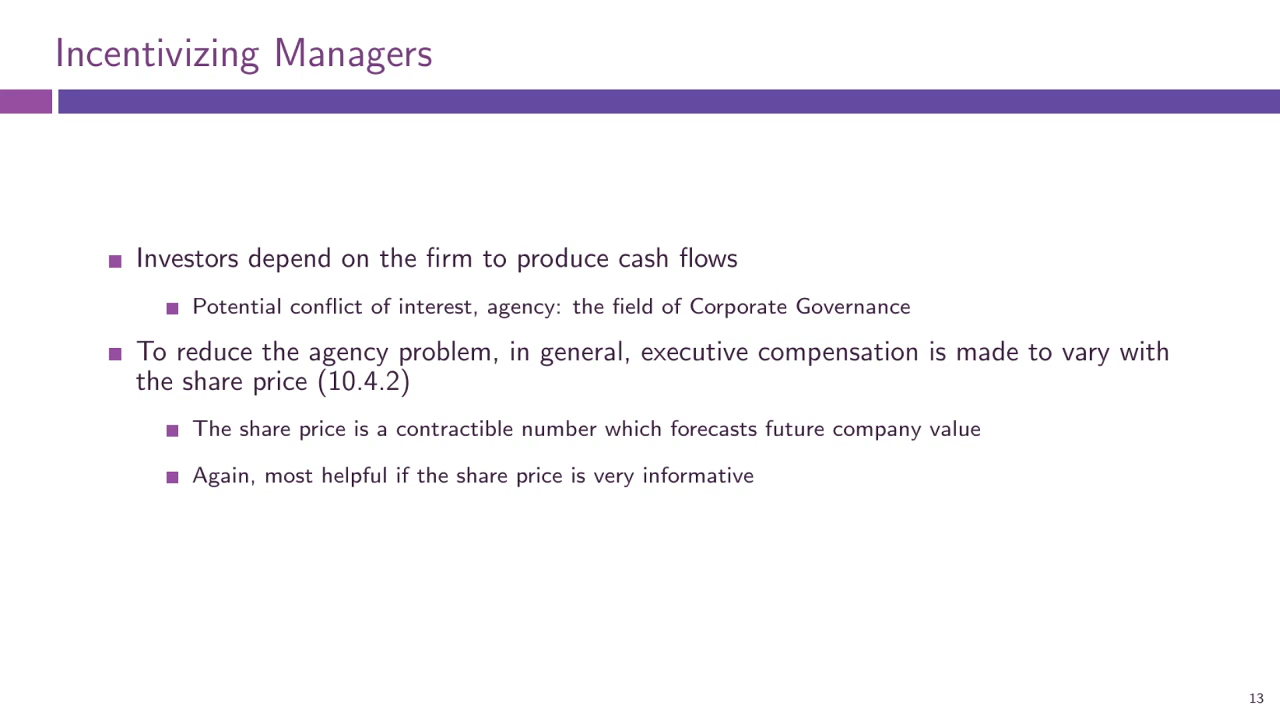 Incentivizing Managers
Investors depend on the firm to produce cash flows
Potential conflict of interest, agency: the field of Corporate Governance
To reduce the agency problem, in general, executive compensation is made to vary with
the share price (10.4.2)
The share price is a contractible number which forecasts future company value
Again, most helpful if the share price is very informative
13